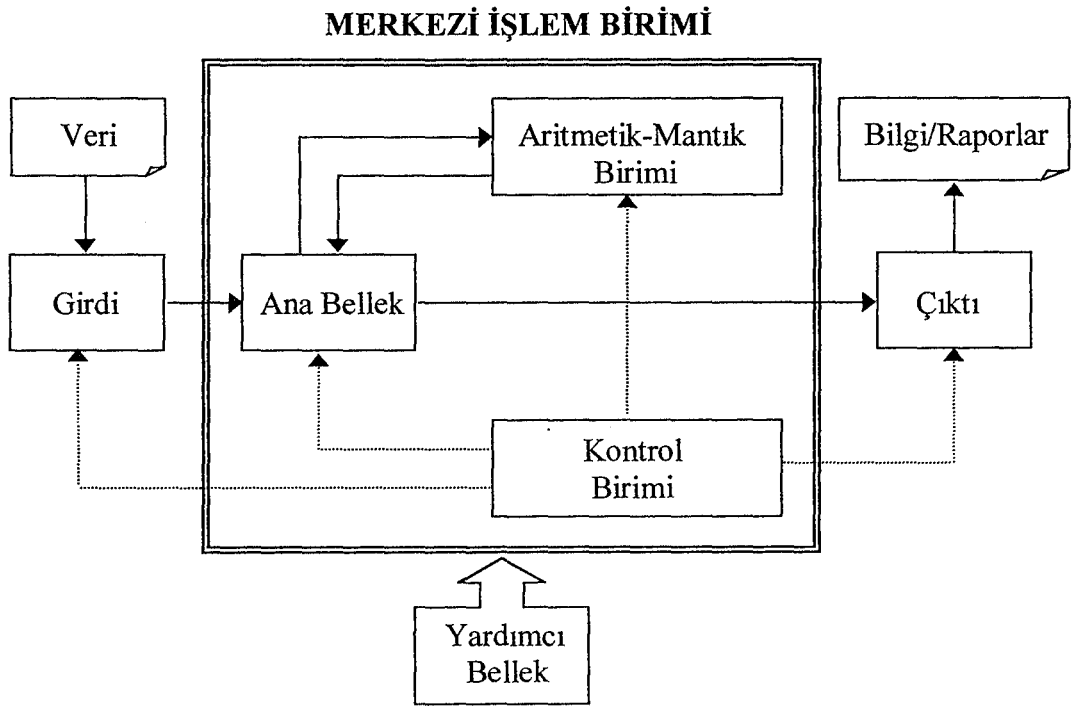 MERKEZİ İŞLEM BİRİMİ
Veri
Aritmetik-Mantık
Birimi
Bilgi/Raporlar
Girdi
Ana Bellek
Çıktı
Kontrol
Birimi
Yardımcı
Bellek